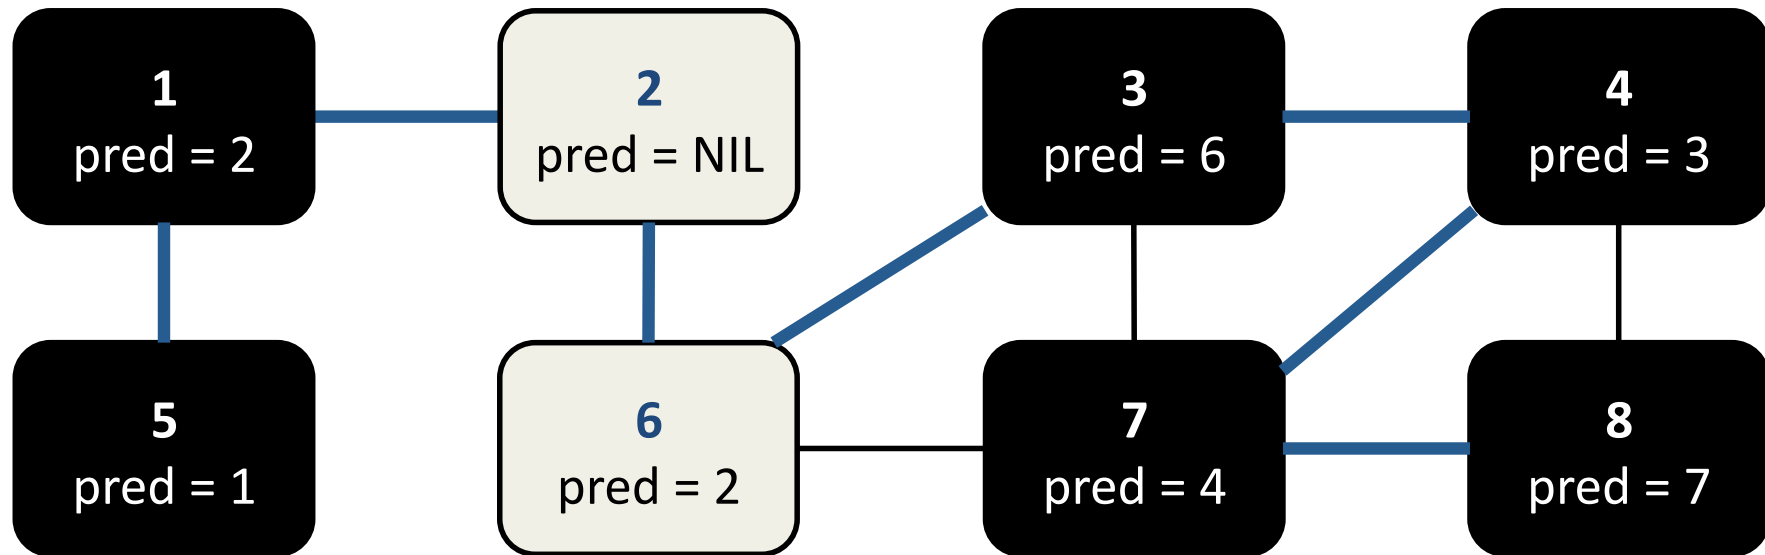 1
pred = 2
2
pred = NIL
3
pred = 6
4
pred = 3
5
pred = 1
6
pred = 2
7
pred = 4
8
pred = 7